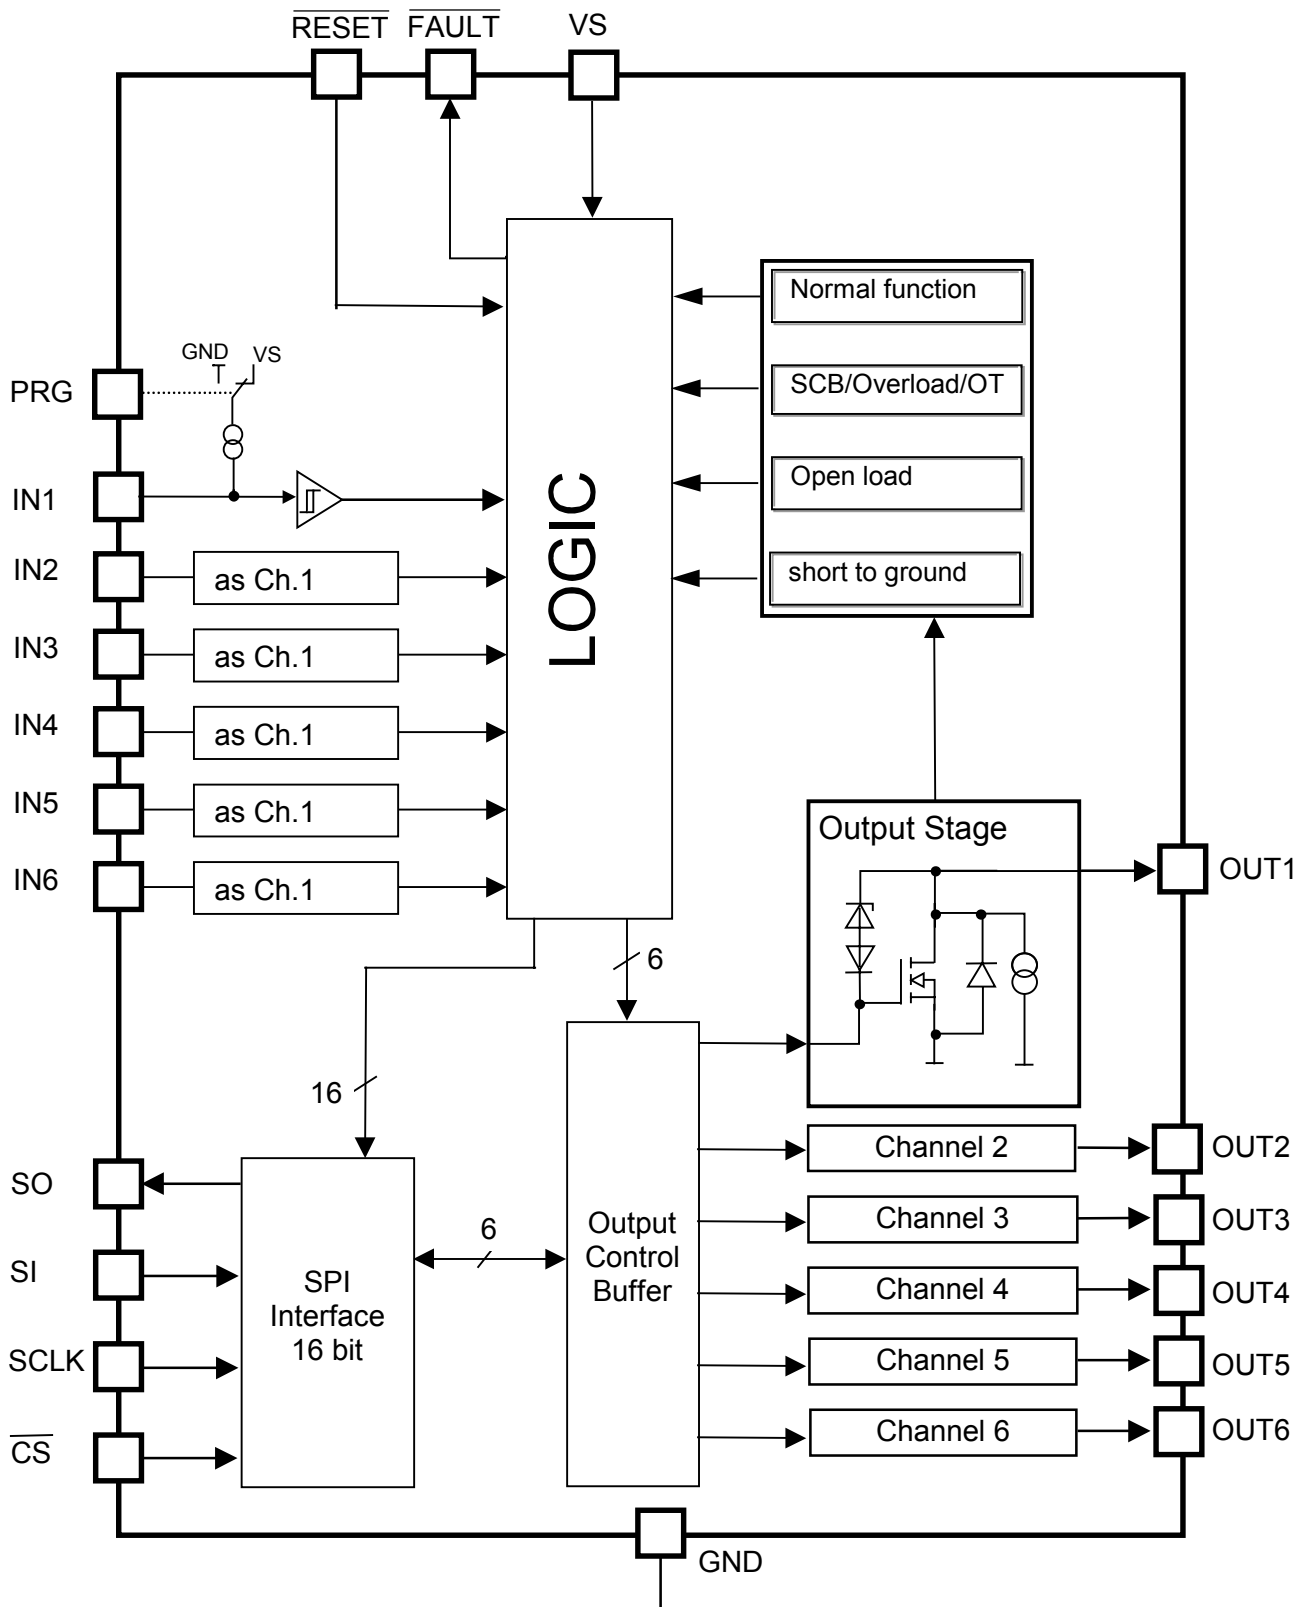 RESET FAULT VS
GND VS
PRG
Normal function
SCB/Overload/OT
Open load
short to ground
IN1
IN2
as Ch.1
IN3
as Ch.1
IN4
as Ch.1
IN5
as Ch.1
IN6
as Ch.1
LOGIC
Output Stage
OUT1
6
16
Channel 2
OUT2
SO
Channel 3
OUT3
6
Output
Control
Buffer
SI
SPI
Interface
16 bit
Channel 4
OUT4
SCLK
Channel 5
OUT5
CS
Channel 6
OUT6
GND